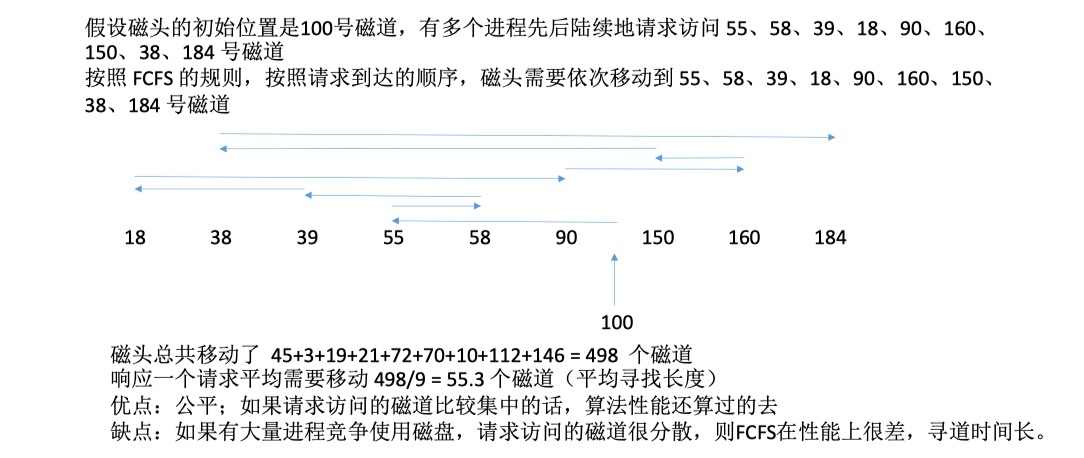 假设磁头的初始位置是100号磁道，有多个进程先后陆续地请求访问 55、58、39、18、90、160、
150、38、184 号磁道
按照 FCFS 的规则，按照请求到达的顺序，磁头需要依次移动到 55、58、39、18、90、160、150、
38、184 号磁道
18 38 39 55 58 90 150 160 184
100
磁头总共移动了 45+3+19+21+72+70+10+112+146 = 498 个磁道
响应一个请求平均需要移动 498/9 = 55.3 个磁道（平均寻找长度）
优点：公平；如果请求访问的磁道比较集中的话，算法性能还算过的去
缺点：如果有大量进程竞争使用磁盘，请求访问的磁道很分散，则FCFS在性能上很差，寻道时间长。